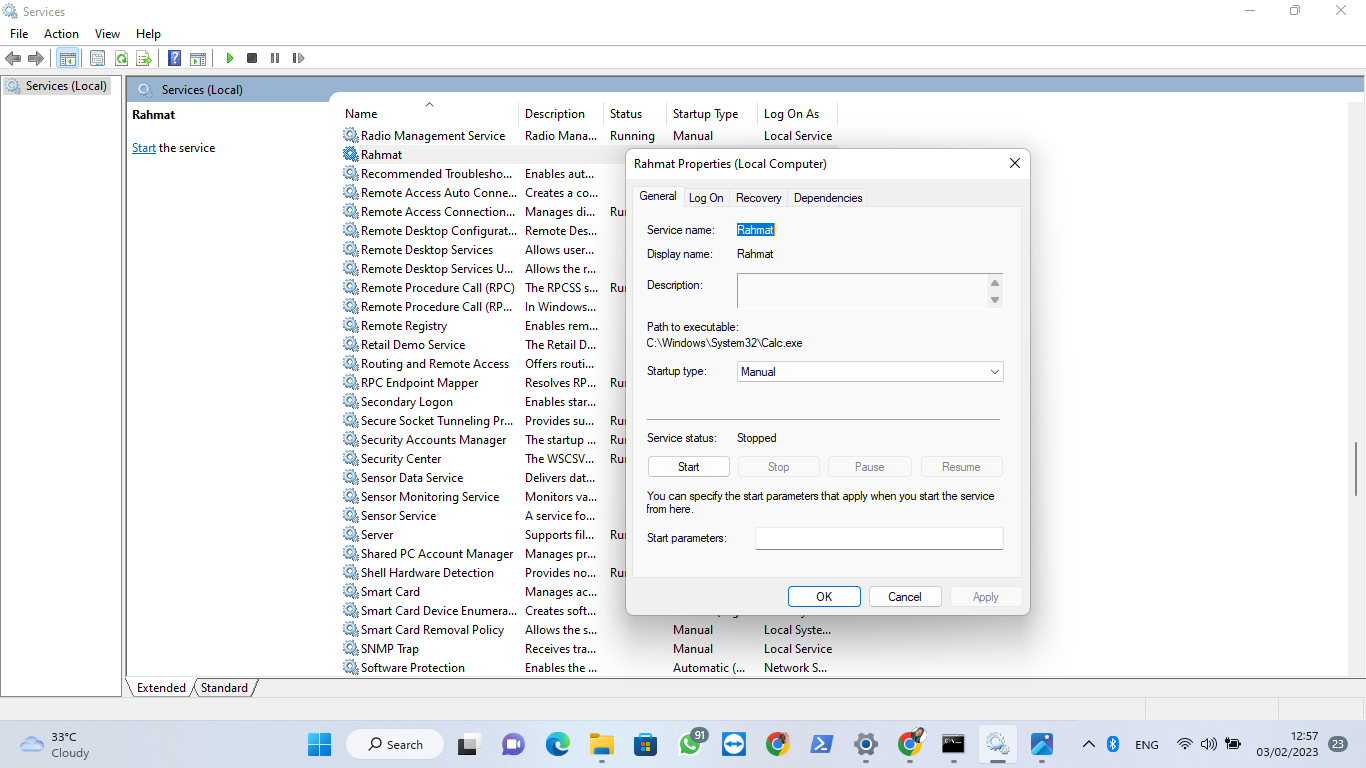 Services
File Action View Help
Services (Local)
Services (Local)
Rahmat
Start the service
Name Description Status Startup Type Log On As
Radio Management Service Radio Mana... Running Manual Local Service
Rahmat
Recommended Troublesho... Enables aut...
Remote Access Auto Conne... Creates a co...
Remote Access Connection... Manages di...
Remote Desktop Configurat... Remote Des...
Remote Desktop Services Allows user...
Remote Desktop Services U... Allows the r...
Remote Procedure Call (RPC) The RPCSS s...
Remote Procedure Call (RP... In Windows...
Remote Registry Enables rem...
Retail Demo Service The Retail D...
Routing and Remote Access Offers routi...
RPC Endpoint Mapper Resolves RP...
Secondary Logon Enables star...
Secure Socket Tunneling Pr... Provides su...
Security Accounts Manager The startup ...
Security Center The WSCSV...
Sensor Data Service Delivers dat...
Sensor Monitoring Service Monitors va...
Sensor Service A service fo...
Server Supports fil...
Shared PC Account Manager Manages pr...
Shell Hardware Detection Provides no...
Smart Card Manages ac...
Smart Card Device Enumera... Creates soft...
Smart Card Removal Policy Allows the s... Manual Local Syste...
SNMP Trap Receives tra... Manual Local Service
Software Protection Enables the ... Automatic (... Network S...
Rahmat Properties (Local Computer)
General Log On Recovery Dependencies
Service name: Rahmat
Display name: Rahmat
Description:
Path to executable:
C:\Windows\System32\Calc.exe
Startup type: Manual
Service status: Stopped
Start Stop Pause Resume
You can specify the start parameters that apply when you start the service
from here.
Start parameters:
OK Cancel Apply
Extended Standard
33°C
Cloudy
Search
91
ENG
12:57
03/02/2023
23